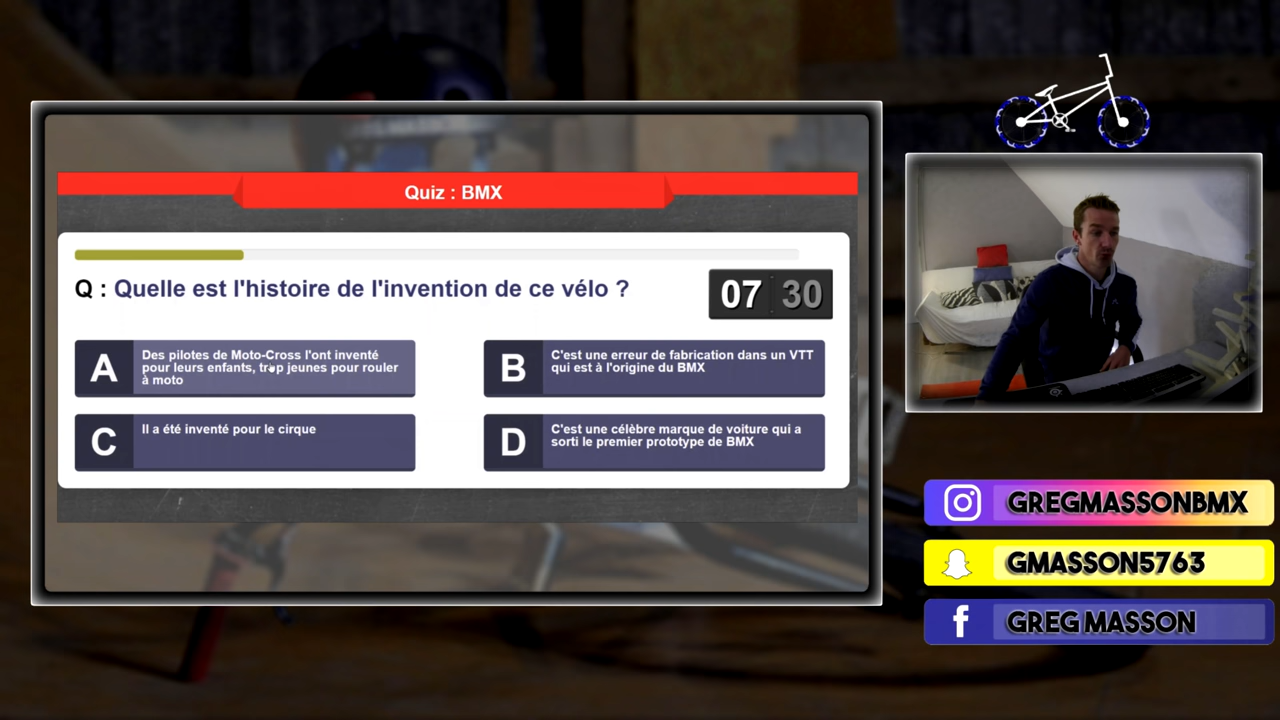 Quiz : BMX
Q : Quelle est l'histoire de l'invention de ce vélo ?
07 30
A
Des pilotes de Moto-Cross l'ont inventé
pour leurs enfants, trop jeunes pour rouler
à moto
B
C'est une erreur de fabrication dans un VTT
qui est à l'origine du BMX
C
Il a été inventé pour le cirque
D
C'est une célèbre marque de voiture qui a
sorti le premier prototype de BMX
GREGMASSONBMX
GMASSON5763
GREG MASSON